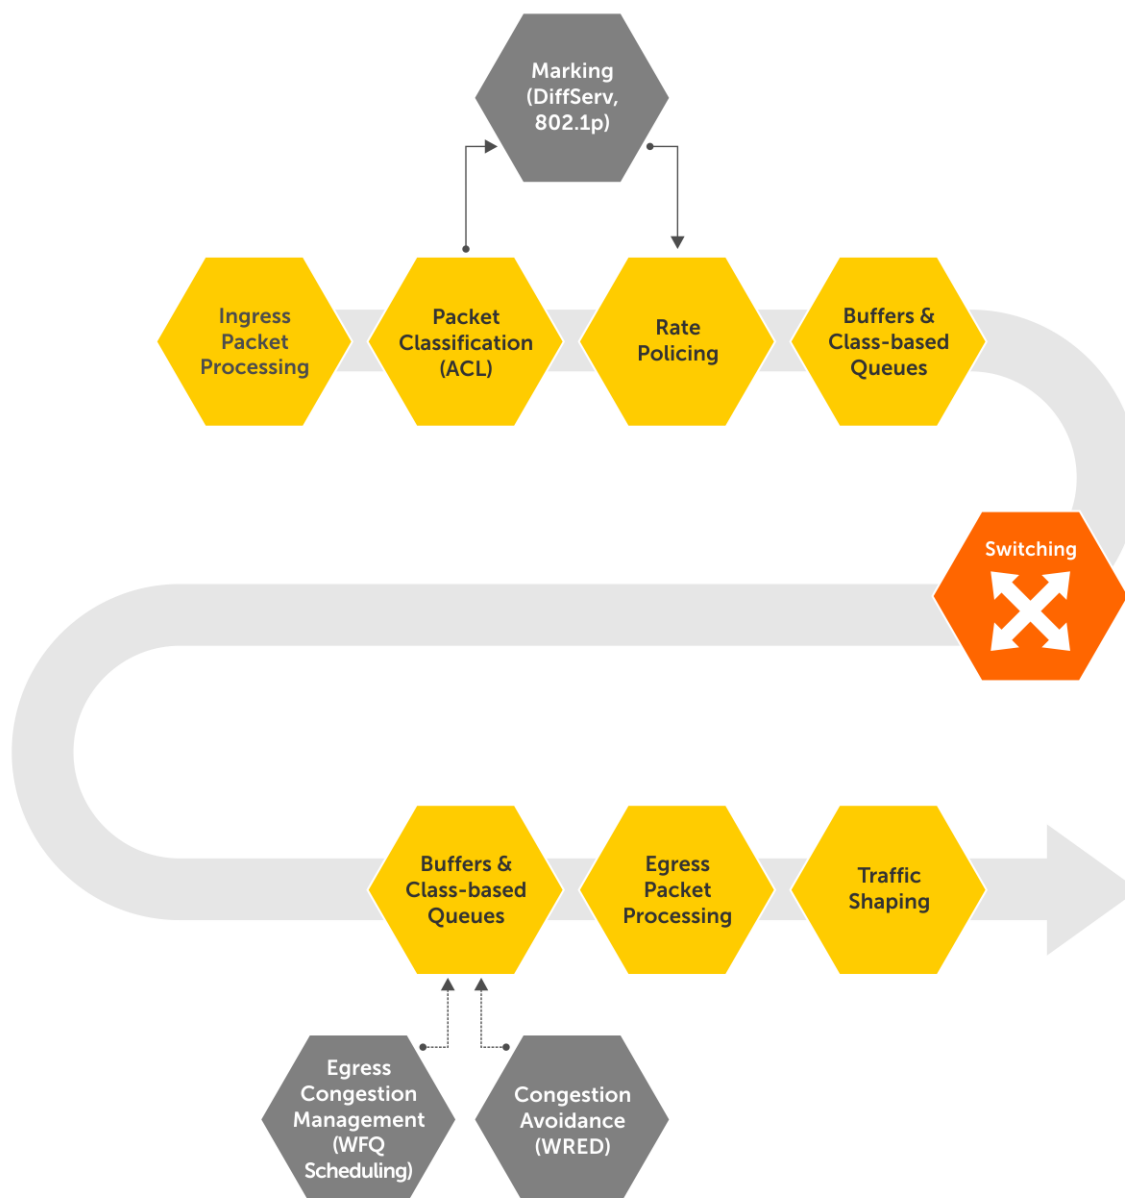 Marking
(DiffServ,
802.1p)
Ingress
Packet
Processing
Packet
Classification
(ACL)
Rate
Policing
Buffers &
Class-based
Queues
Switching
Buffers &
Class-based
Queues
Egress
Packet
Processing
Traffic
Shaping
Egress
Congestion
Management
(WFQ
Scheduling)
Congestion
Avoidance
(WRED)